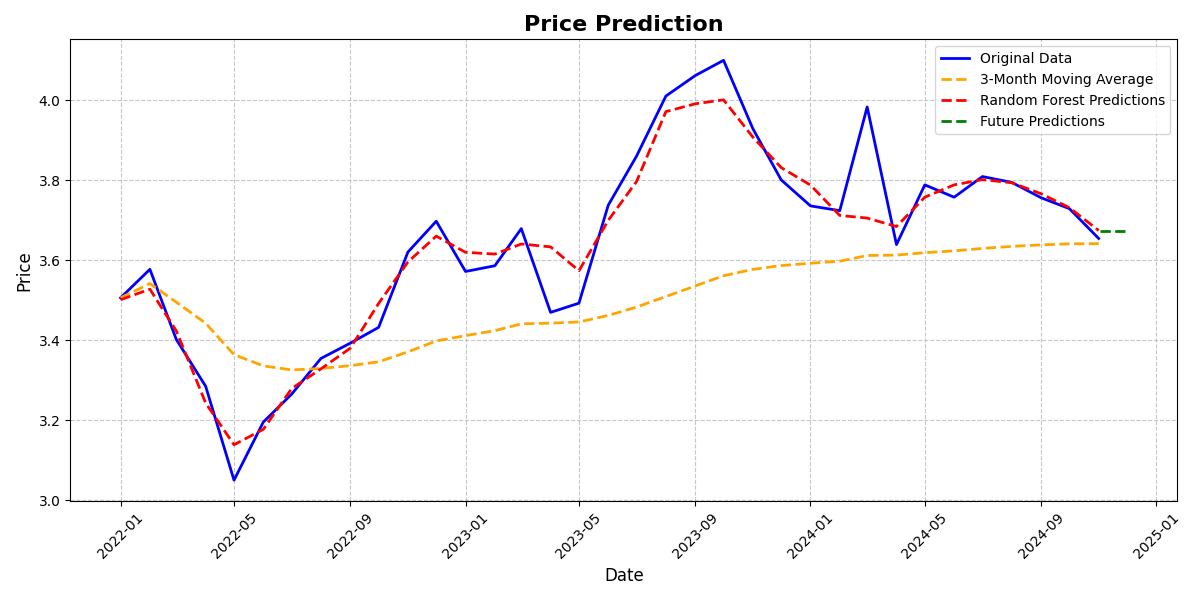 Price Prediction
Original Data
3-Month Moving Average
Random Forest Predictions
Future Predictions
Price
4.0
3.8
3.6
3.4
3.2
3.0
2022-01
2022-05
2022-09
2023-01
2023-05
2023-09
2024-01
2024-05
2024-09
2025-01
Date